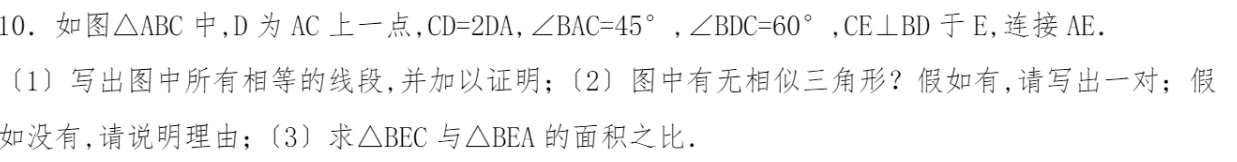 10. 如图△ABC 中,D 为 AC 上一点,CD=2DA,∠BAC=45° ,∠BDC=60° ,CE⊥BD 于 E,连接 AE.
〔1〕写出图中所有相等的线段,并加以证明;〔2〕图中有无相似三角形? 假如有,请写出一对; 假
如没有,请说明理由;〔3〕求△BEC 与△BEA 的面积之比.